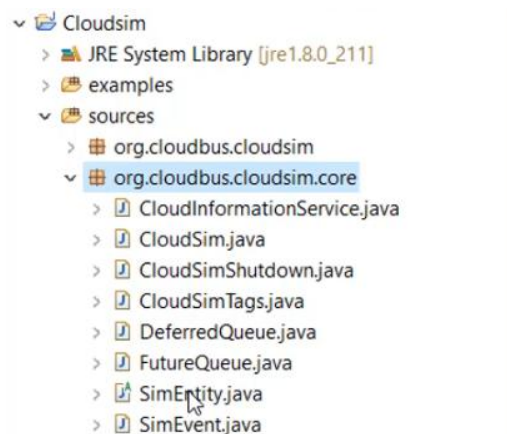 Cloudsim
JRE System Library [jre1.8.0_211]
examples
sources
org.cloudbus.cloudsim
org.cloudbus.cloudsim.core
CloudInformationService.java
CloudSim.java
CloudSimShutdown.java
CloudSimTags.java
DeferredQueue.java
FutureQueue.java
SimEntity.java
SimEvent.java